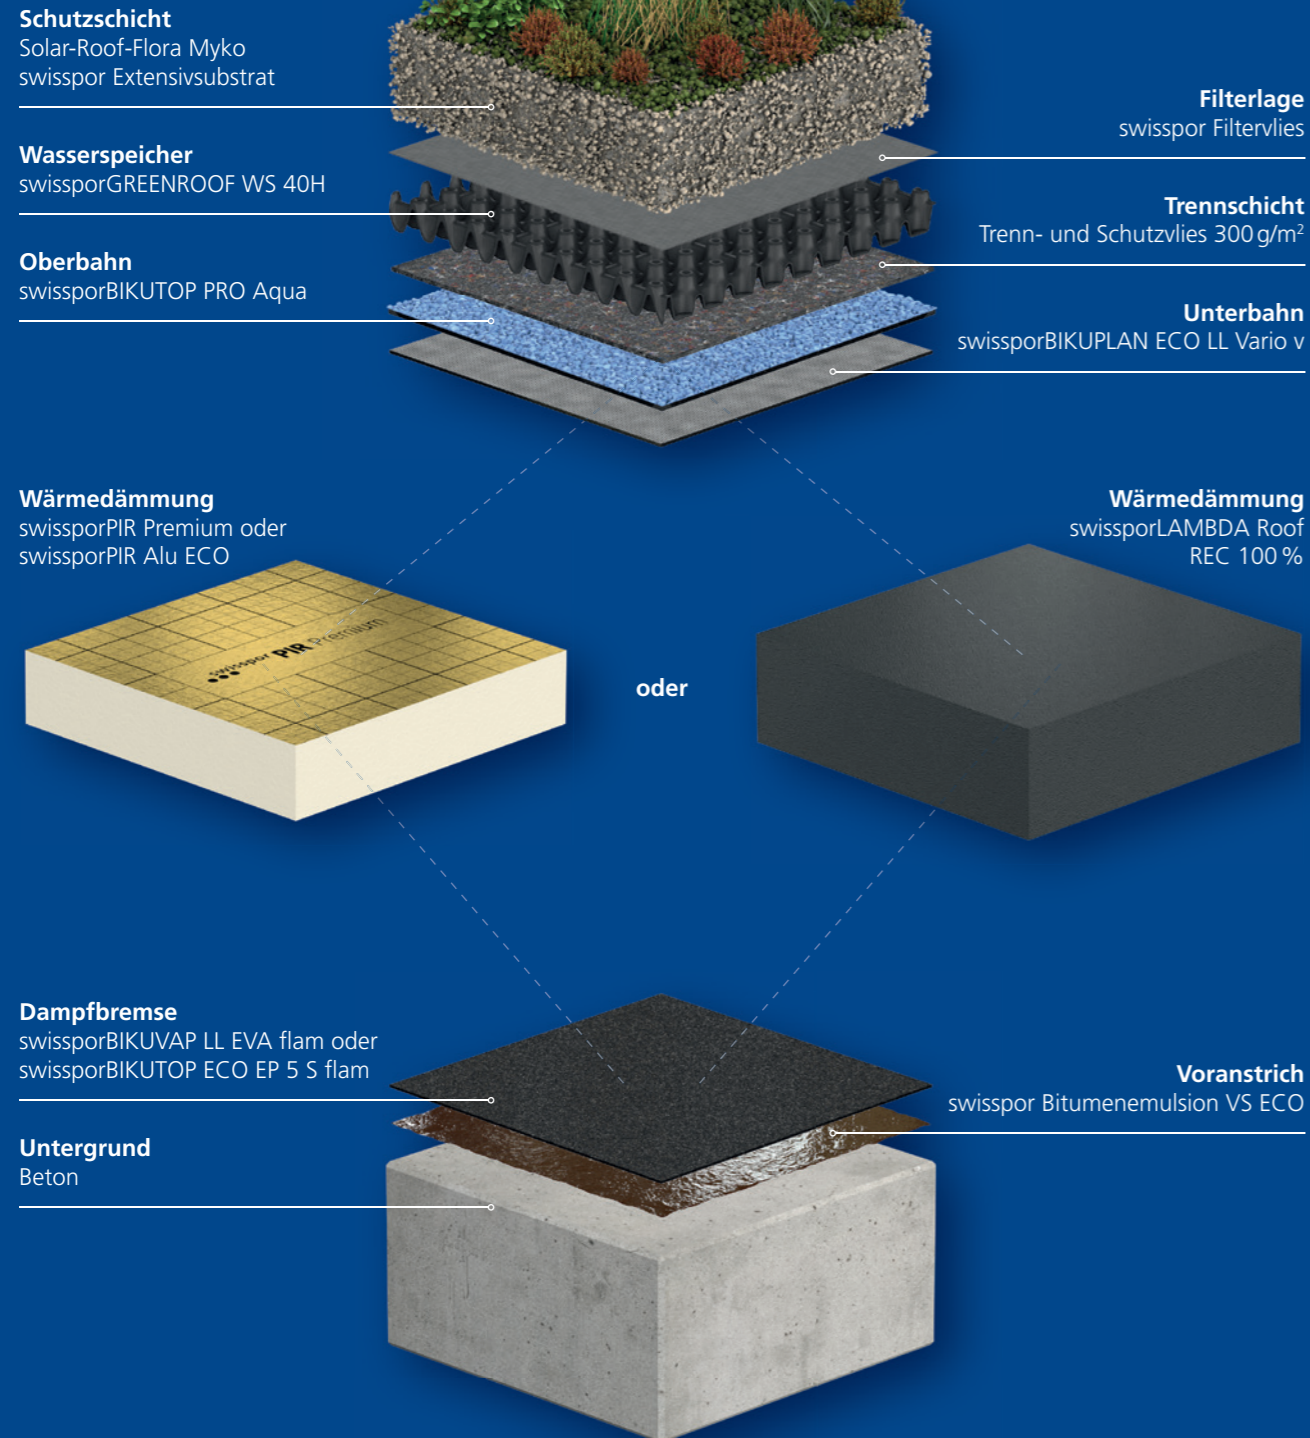 Schutzschicht
Solar-Roof-Flora Myko
swisspor Extensivsubstrat
Filterlage
swisspor Filtervlies
Wasserspeicher
swissporGREENROOF WS 40H
Trennschicht
Trenn- und Schutzvlies 300 g/m²
Oberbahn
swissporBIKUTOP PRO Aqua
Unterbahn
swissporBIKUPLAN ECO LL Vario v
Wärmedämmung
swissporPIR Premium oder
swissporPIR Alu ECO
Wärmedämmung
swissporLAMBDA Roof
REC 100 %
swisspor PIR Premium
oder
Dampfbremse
swissporBIKUVAP LL EVA flam oder
swissporBIKUTOP ECO EP 5 S flam
Voranstrich
swisspor Bitumenemulsion VS ECO
Untergrund
Beton